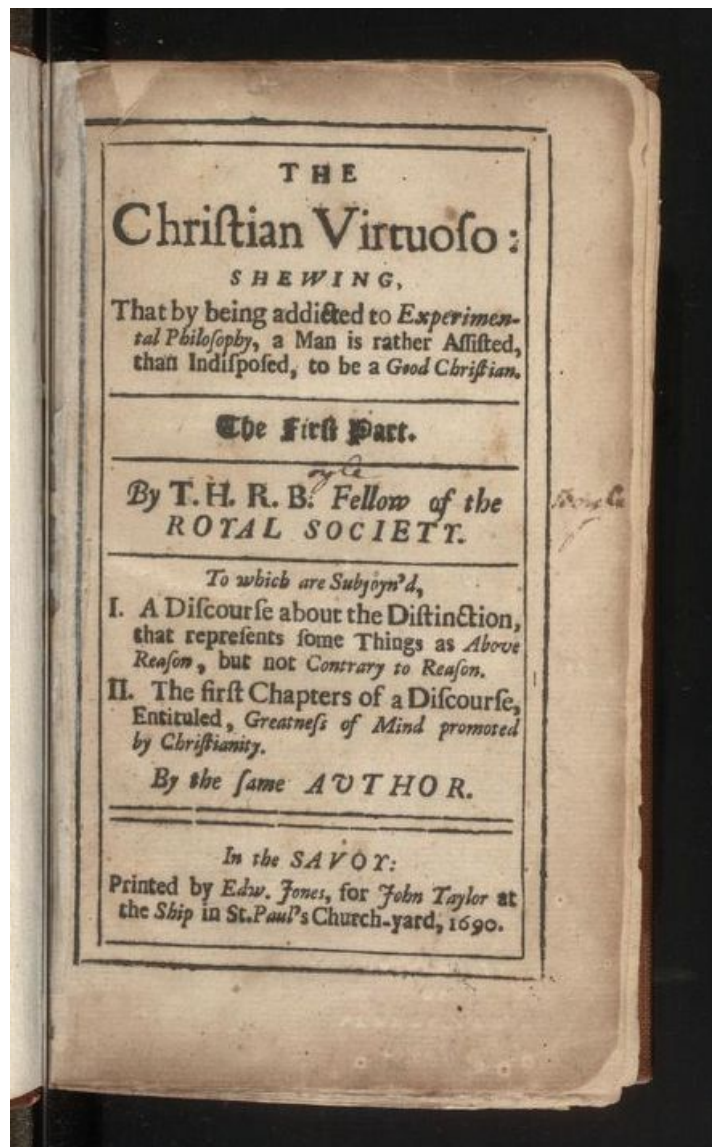 THE
Chriſtian Virtuoſo:
SHEWING,
That by being addicted to Experimen-
tal Philoſophy, a Man is rather Aſſiſted,
than Indiſpoſed, to be a Good Chriſtian.
The Firſt Part.
oyle
By T. H. R. B. Fellow of the
ROYAL SOCIETY.
To which are Subjoyn'd,
I. A Diſcourſe about the Diſtinction,
that repreſents ſome Things as Above
Reaſon, but not Contrary to Reaſon.
II. The firſt Chapters of a Diſcourſe,
Entituled, Greatneſs of Mind promoted
by Chriſtianity.
By the ſame AUTHOR.
In the SAVOY:
Printed by Edw. Jones, for John Taylor at
the Ship in St. Paul's Church-yard, 1690.